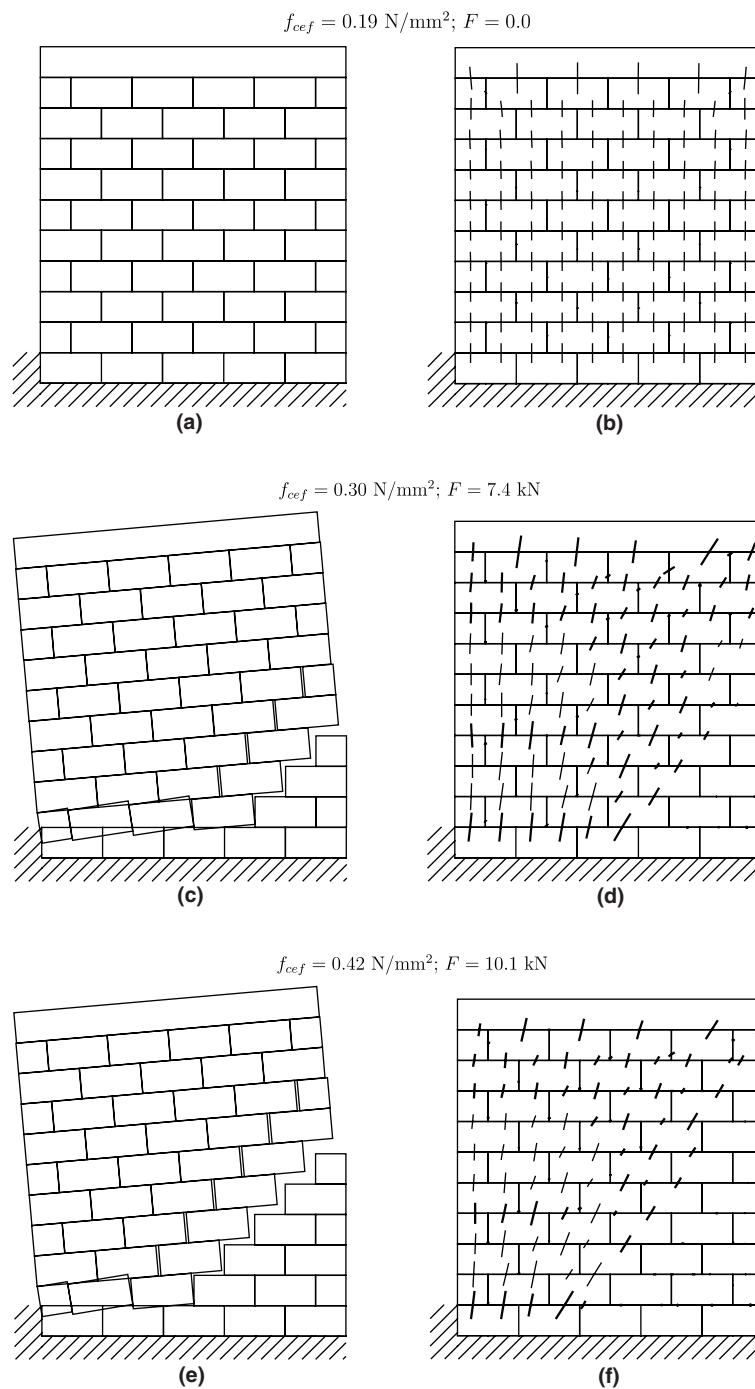 f_cef = 0.19 N/mm²; F = 0.0
(a)
(b)
f_cef = 0.30 N/mm²; F = 7.4 kN
(c)
(d)
f_cef = 0.42 N/mm²; F = 10.1 kN
(e)
(f)